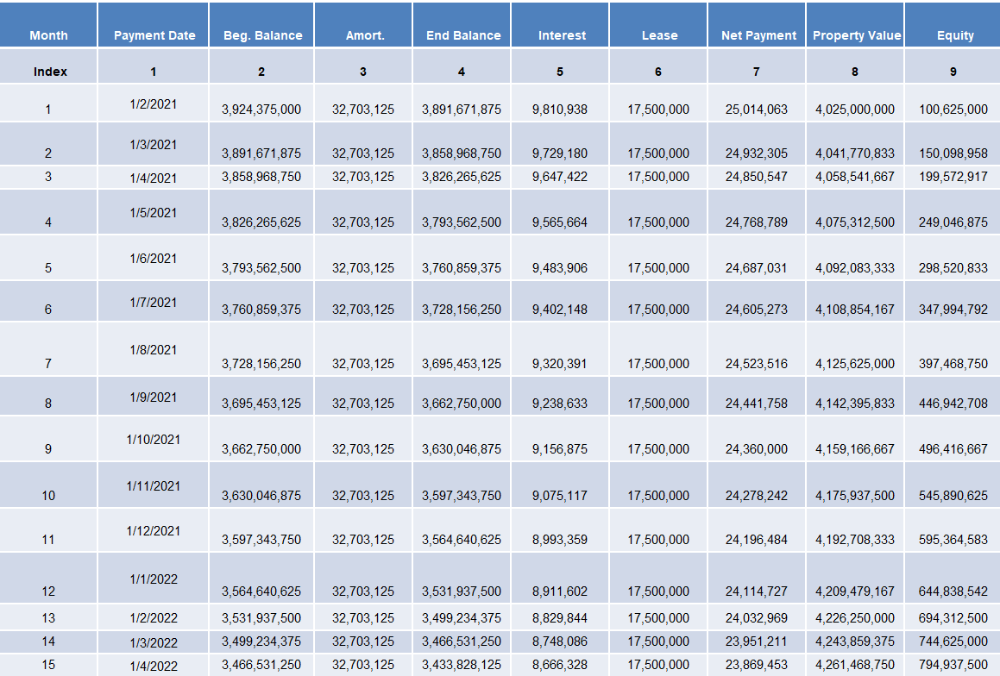 Month Payment Date Beg. Balance Amort. End Balance Interest Lease Net Payment Property Value Equity
Index 1 2 3 4 5 6 7 8 9
1 1/2/2021 3,924,375,000 32,703,125 3,891,671,875 9,810,938 17,500,000 25,014,063 4,025,000,000 100,625,000
2 1/3/2021 3,891,671,875 32,703,125 3,858,968,750 9,729,180 17,500,000 24,932,305 4,041,770,833 150,098,958
3 1/4/2021 3,858,968,750 32,703,125 3,826,265,625 9,647,422 17,500,000 24,850,547 4,058,541,667 199,572,917
4 1/5/2021 3,826,265,625 32,703,125 3,793,562,500 9,565,664 17,500,000 24,768,789 4,075,312,500 249,046,875
5 1/6/2021 3,793,562,500 32,703,125 3,760,859,375 9,483,906 17,500,000 24,687,031 4,092,083,333 298,520,833
6 1/7/2021 3,760,859,375 32,703,125 3,728,156,250 9,402,148 17,500,000 24,605,273 4,108,854,167 347,994,792
7 1/8/2021 3,728,156,250 32,703,125 3,695,453,125 9,320,391 17,500,000 24,523,516 4,125,625,000 397,468,750
8 1/9/2021 3,695,453,125 32,703,125 3,662,750,000 9,238,633 17,500,000 24,441,758 4,142,395,833 446,942,708
9 1/10/2021 3,662,750,000 32,703,125 3,630,046,875 9,156,875 17,500,000 24,360,000 4,159,166,667 496,416,667
10 1/11/2021 3,630,046,875 32,703,125 3,597,343,750 9,075,117 17,500,000 24,278,242 4,175,937,500 545,890,625
11 1/12/2021 3,597,343,750 32,703,125 3,564,640,625 8,993,359 17,500,000 24,196,484 4,192,708,333 595,364,583
12 1/1/2022 3,564,640,625 32,703,125 3,531,937,500 8,911,602 17,500,000 24,114,727 4,209,479,167 644,838,542
13 1/2/2022 3,531,937,500 32,703,125 3,499,234,375 8,829,844 17,500,000 24,032,969 4,226,250,000 694,312,500
14 1/3/2022 3,499,234,375 32,703,125 3,466,531,250 8,748,086 17,500,000 23,951,211 4,243,859,375 744,625,000
15 1/4/2022 3,466,531,250 32,703,125 3,433,828,125 8,666,328 17,500,000 23,869,453 4,261,468,750 794,937,500